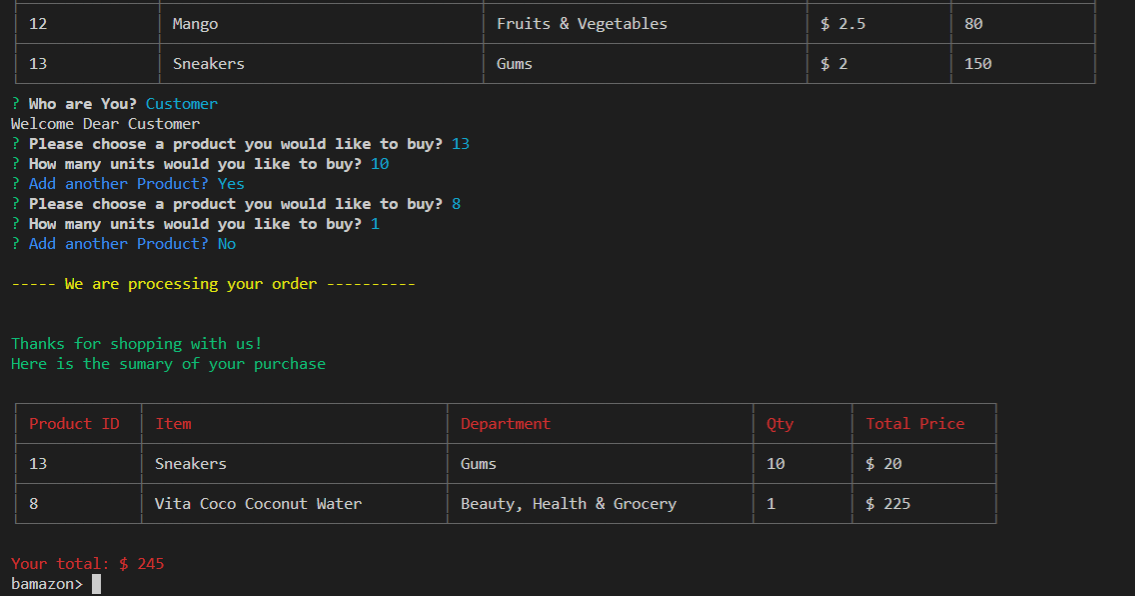 12 Mango Fruits & Vegetables $ 2.5 80
13 Sneakers Gums $ 2 150
? Who are You? Customer
Welcome Dear Customer
? Please choose a product you would like to buy? 13
? How many units would you like to buy? 10
? Add another Product? Yes
? Please choose a product you would like to buy? 8
? How many units would you like to buy? 1
? Add another Product? No
----- We are processing your order ----------
Thanks for shopping with us!
Here is the sumary of your purchase
Product ID Item Department Qty Total Price
13 Sneakers Gums 10 $ 20
8 Vita Coco Coconut Water Beauty, Health & Grocery 1 $ 225
Your total: $ 245
bamazon>